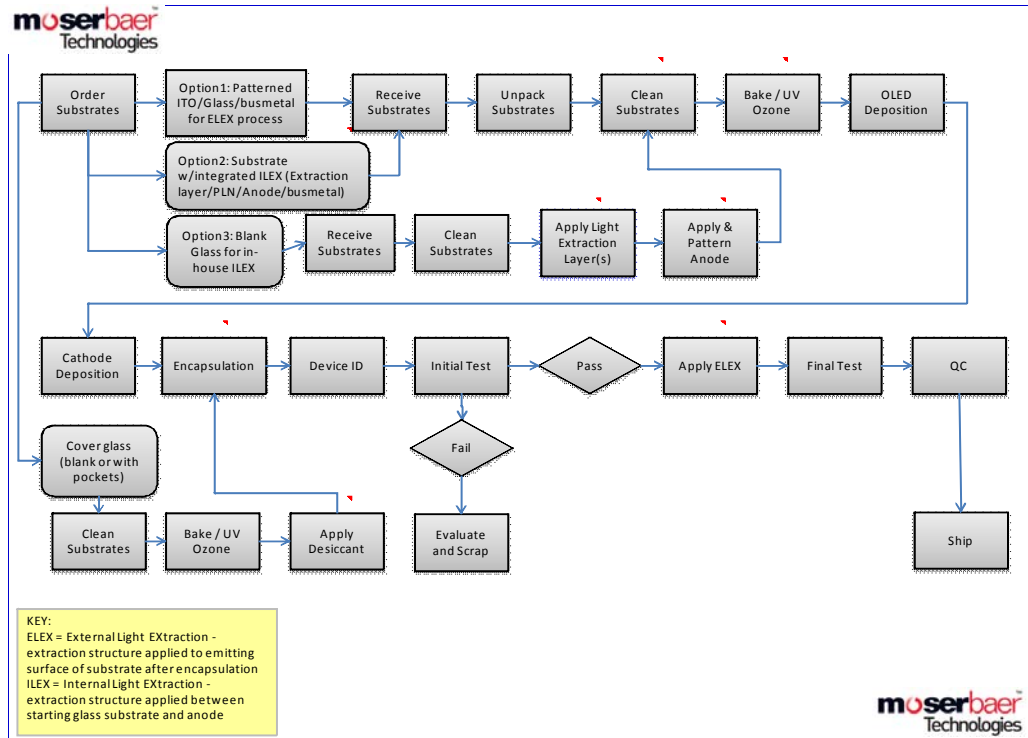 moserbaer
Technologies
Order
Substrates
Option1: Patterned
ITO/Glass/busmetal
for ELEX process
Receive
Substrates
Unpack
Substrates
Clean
Substrates
Bake / UV
Ozone
OLED
Deposition
Option2: Substrate
w/integrated ILEX (Extraction
layer/PLN/Anode/busmetal)
Option3: Blank
Glass for in-
house ILEX
Receive
Substrates
Clean
Substrates
Apply Light
Extraction
Layer(s)
Apply &
Pattern
Anode
Cathode
Deposition
Encapsulation
Device ID
Initial Test
Pass
Apply ELEX
Final Test
QC
Cover glass
(blank or with
pockets)
Fail
Clean
Substrates
Bake / UV
Ozone
Apply
Desiccant
Evaluate
and Scrap
Ship
KEY:
ELEX = External Light EXtraction -
extraction structure applied to emitting
surface of substrate after encapsulation
ILEX = Internal Light EXtraction -
extraction structure applied between
starting glass substrate and anode
moserbaer
Technologies